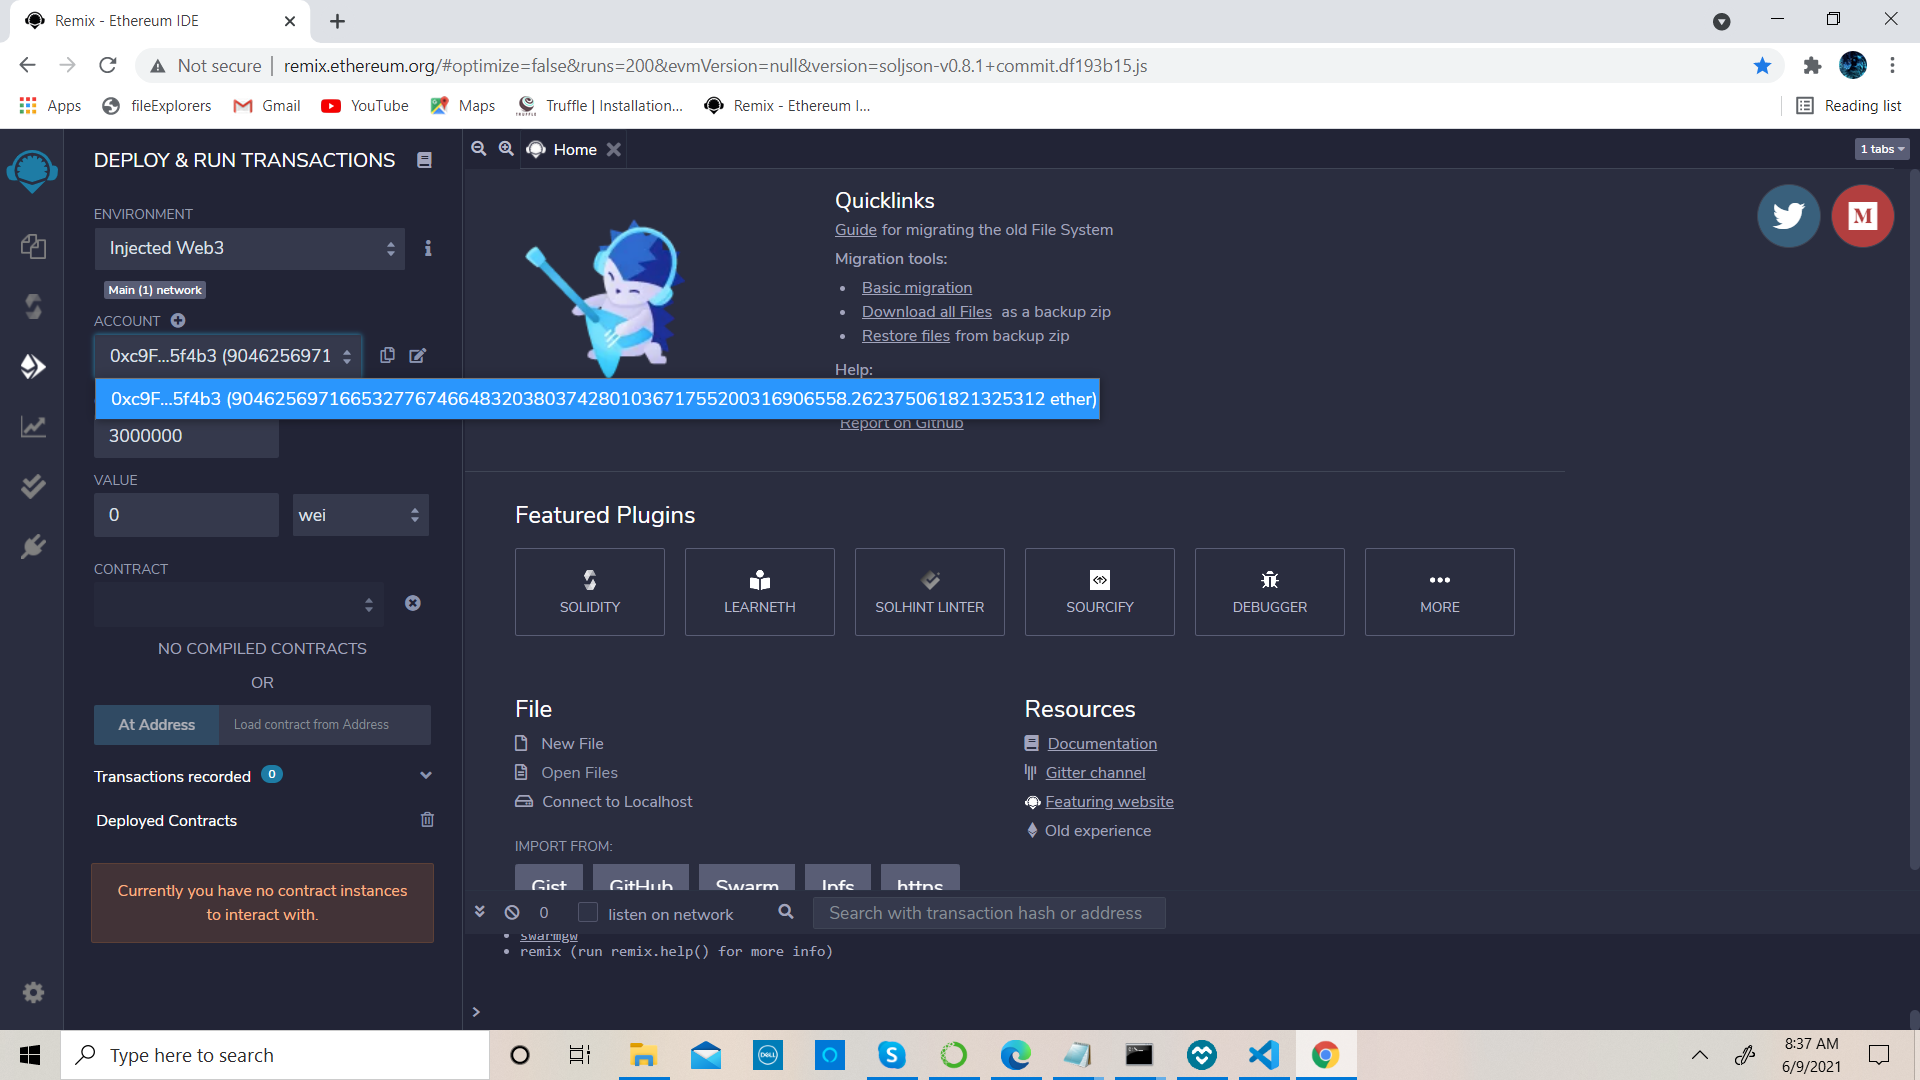 Remix - Ethereum IDE
Not secure | remix.ethereum.org/#optimize=false&runs=200&evmVersion=null&version=soljson-v0.8.1+commit.df193b15.js
Apps fileExplorers Gmail YouTube Maps Truffle | Installation... Remix - Ethereum I... Reading list
DEPLOY & RUN TRANSACTIONS
ENVIRONMENT
Injected Web3
Main (1) network
ACCOUNT
0xc9F...5f4b3 (9046256971
0xc9F...5f4b3 (904625697166532776746648320380374280103671755200316906558.262375061821325312 ether)
3000000
VALUE
0 wei
CONTRACT
NO COMPILED CONTRACTS
OR
At Address Load contract from Address
Transactions recorded 0
Deployed Contracts
Currently you have no contract instances
to interact with.
Home
1 tabs
Quicklinks
Guide for migrating the old File System
Migration tools:
Basic migration
Download all Files as a backup zip
Restore files from backup zip
Help:
Report on Github
M
Featured Plugins
SOLIDITY LEARNETH SOLHINT LINTER SOURCIFY DEBUGGER MORE
File
New File
Open Files
Connect to Localhost
IMPORT FROM:
Gist GitHub Swarm Ipfs https
Resources
Documentation
Gitter channel
Featuring website
Old experience
0 listen on network Search with transaction hash or address
swarmgw
remix (run remix.help() for more info)
>
Type here to search
DELL
8:37 AM
6/9/2021